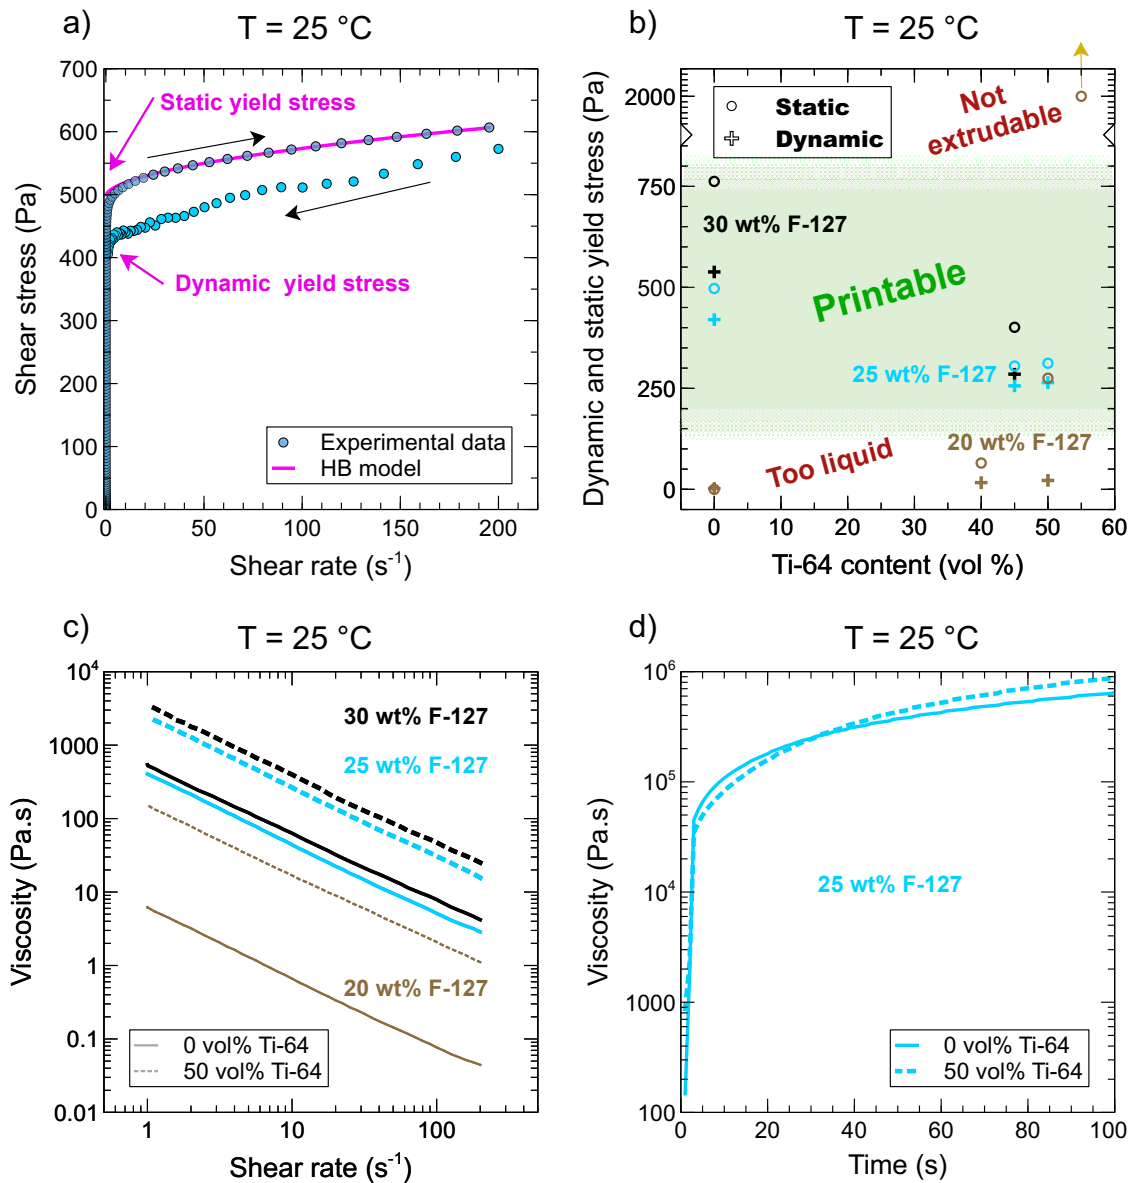 a)
T = 25 °C
Shear stress (Pa)
700
600
500
400
300
200
100
0
Static yield stress
Dynamic yield stress
Experimental data
HB model
0
50
100
150
200
Shear rate (s⁻¹)
b)
T = 25 °C
Dynamic and static yield stress (Pa)
2000
750
500
250
0
Static
Dynamic
Not
extrudable
30 wt% F-127
Printable
25 wt% F-127
20 wt% F-127
Too liquid
0
10
20
30
40
50
60
Ti-64 content (vol %)
c)
T = 25 °C
Viscosity (Pa.s)
10⁴
1000
100
10
1
0.1
0.01
30 wt% F-127
25 wt% F-127
20 wt% F-127
0 vol% Ti-64
50 vol% Ti-64
1
10
100
Shear rate (s⁻¹)
d)
T = 25 °C
Viscosity (Pa.s)
10⁶
10⁵
10⁴
1000
100
25 wt% F-127
0 vol% Ti-64
50 vol% Ti-64
0
20
40
60
80
100
Time (s)